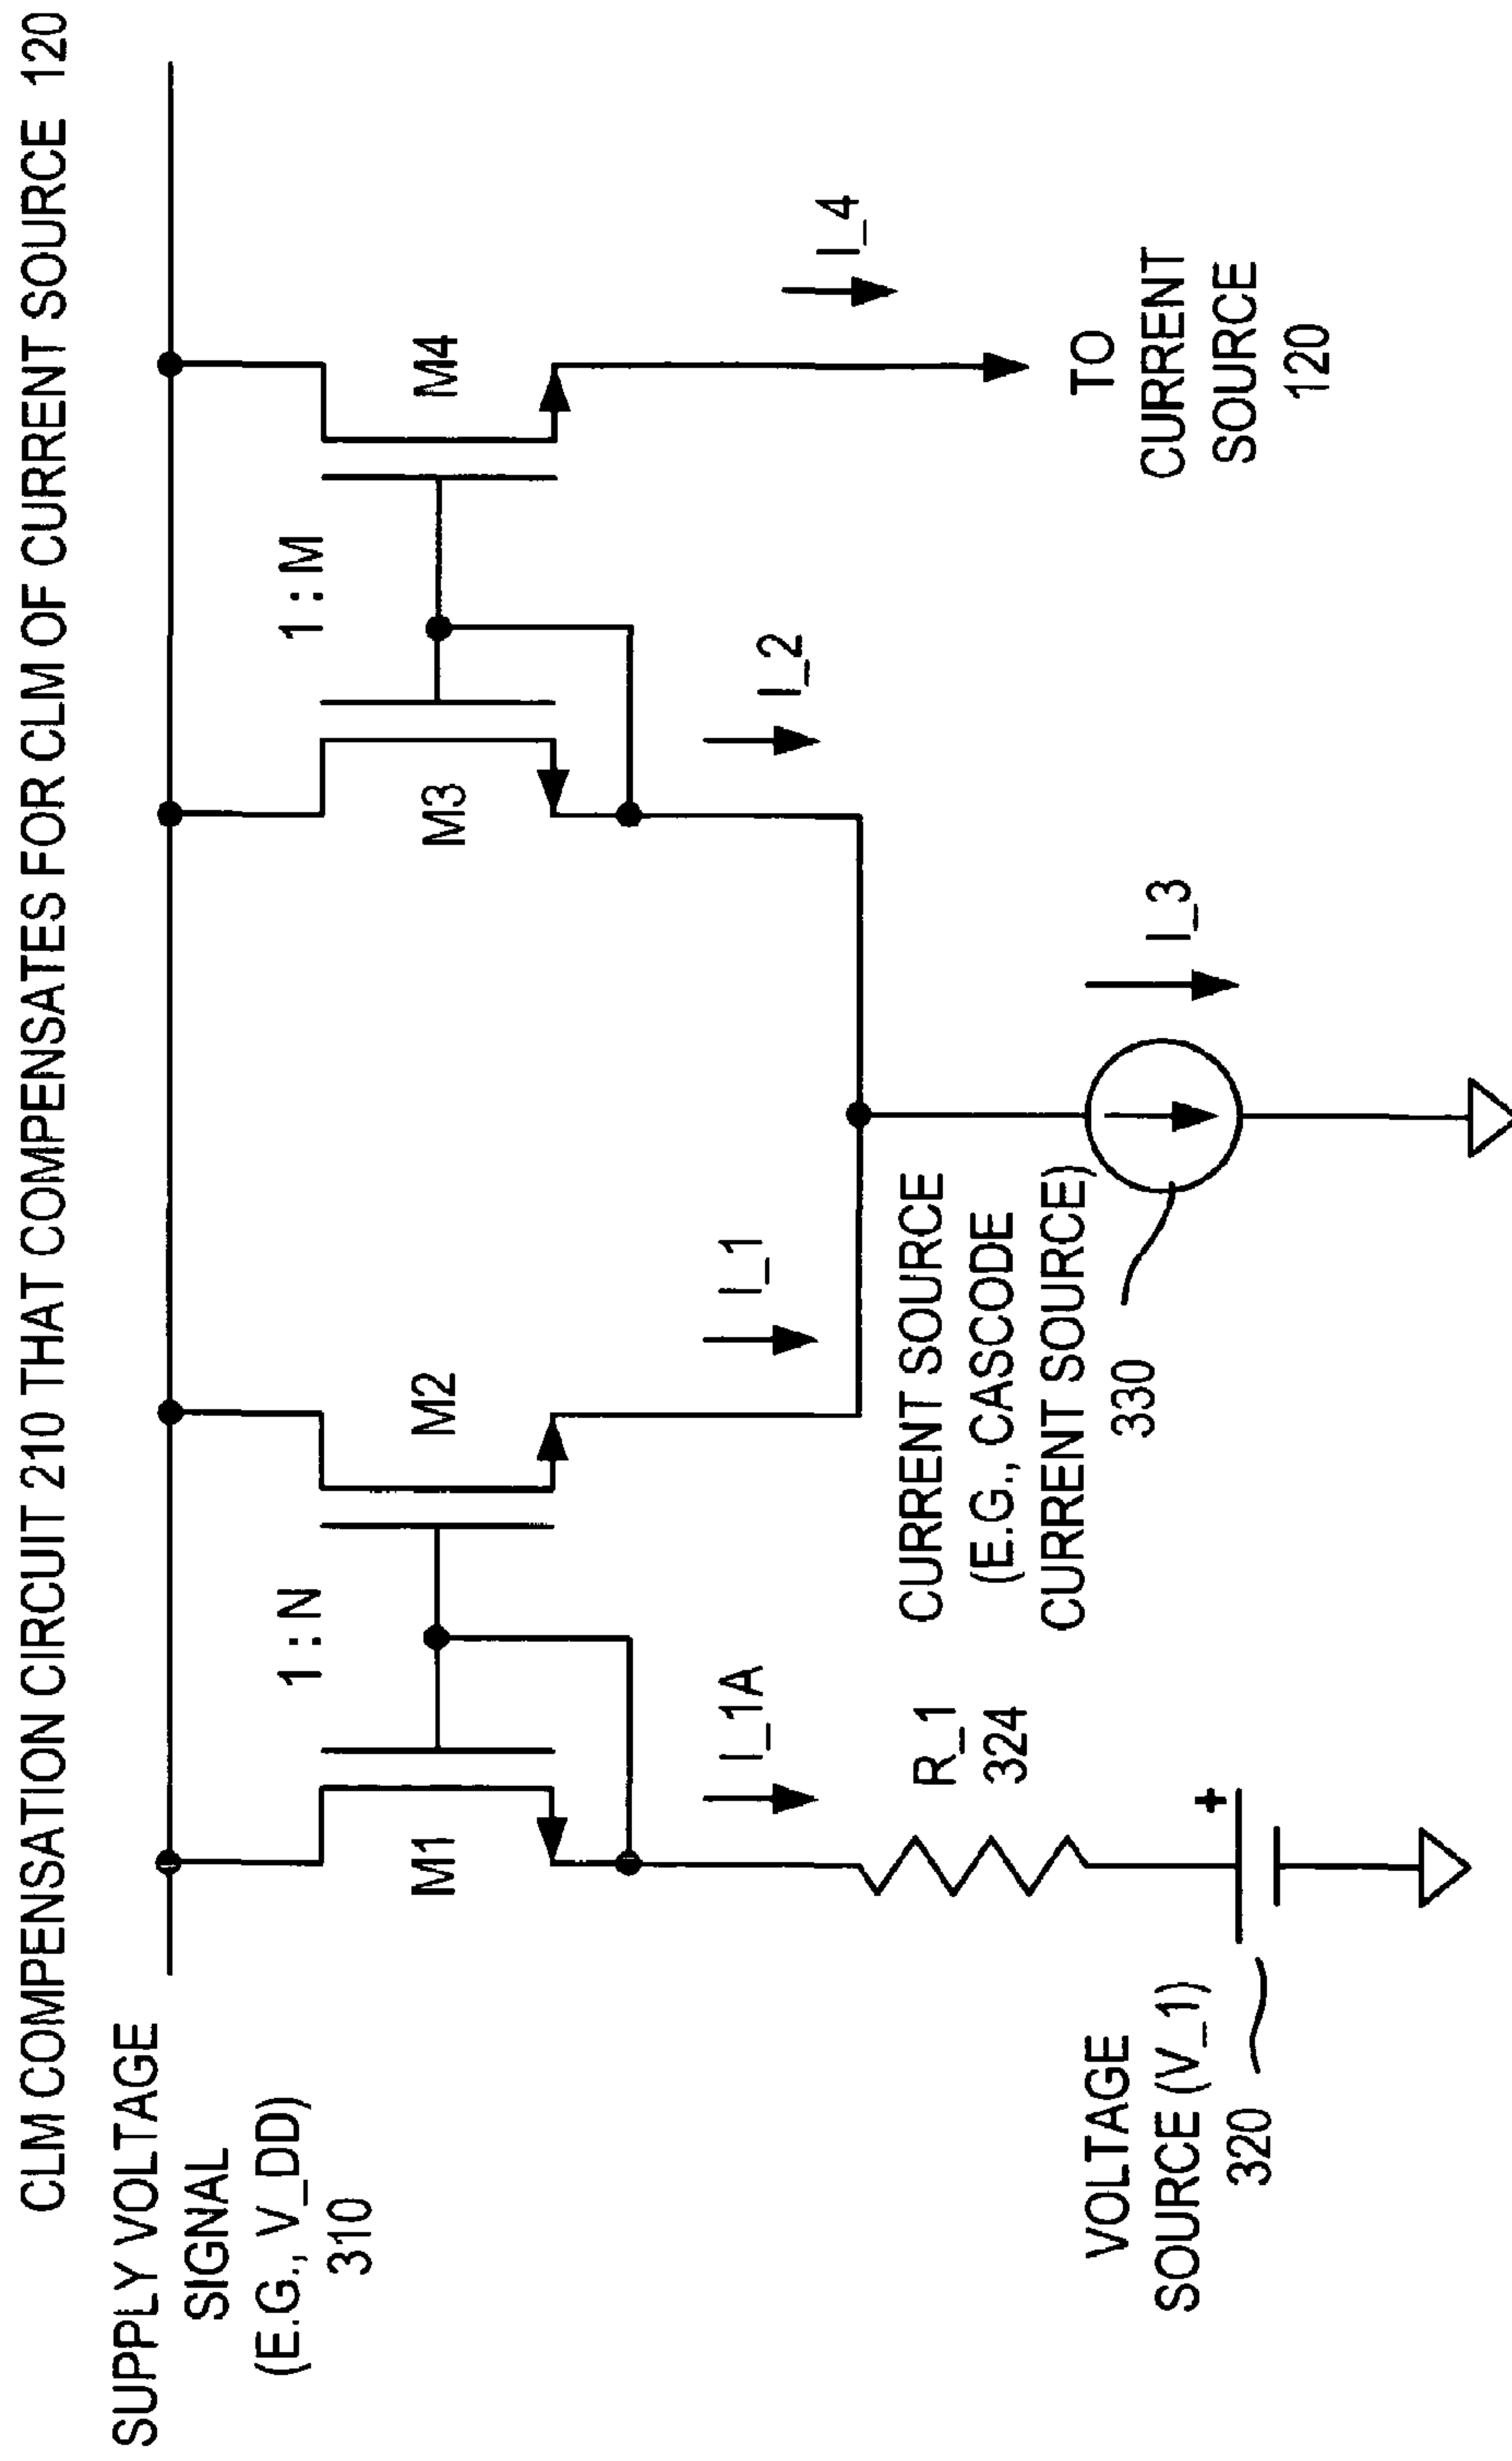 CLM COMPENSATION CIRCUIT 210 THAT COMPENSATES FOR CLM OF CURRENT SOURCE 120
SUPPLY VOLTAGE
SIGNAL
(E.G., V_DD)
310
1 : N
M1
M2
1 : M
M3
M4
I_1A
I_1
I_2
I_4
R_1
324
CURRENT SOURCE
(E.G., CASCODE
CURRENT SOURCE)
330
I_3
TO
CURRENT
SOURCE
120
VOLTAGE
SOURCE (V_1)
320
+